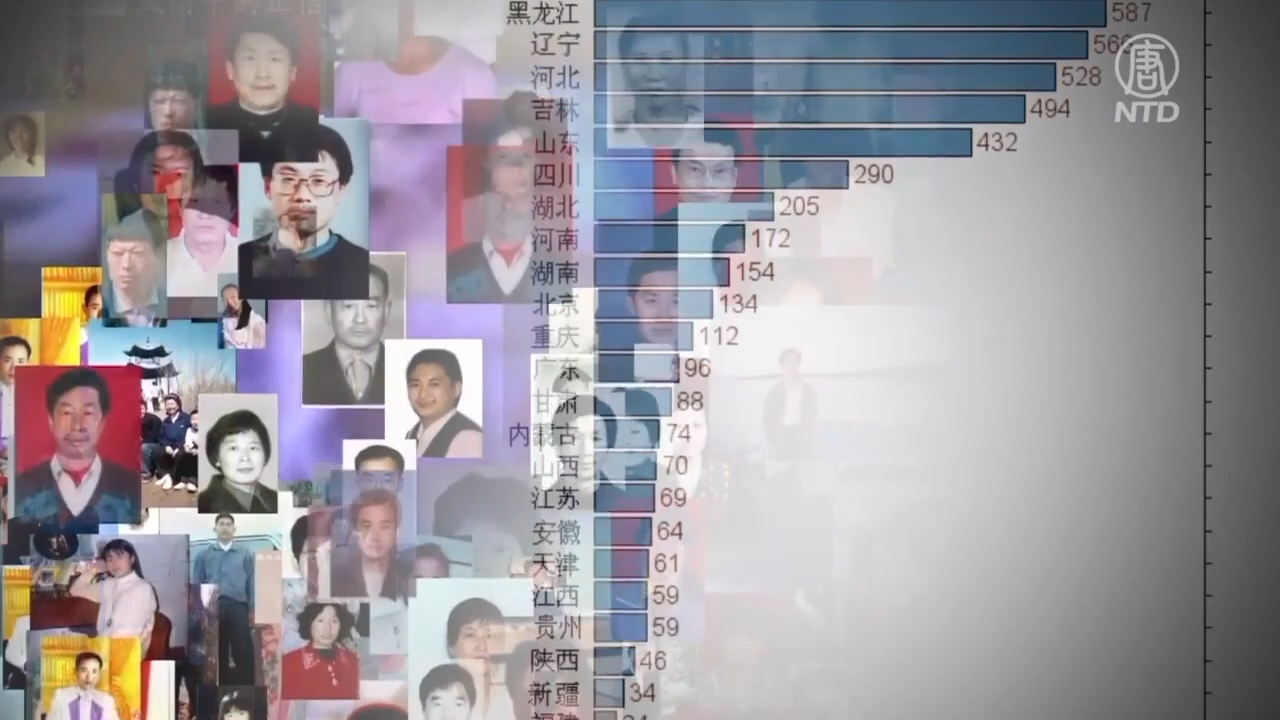 黑龙江 587
辽宁 566
河北 528
吉林 494
山东 432
四川 290
湖北 205
河南 172
湖南 154
北京 134
重庆 112
广东 96
甘肃 88
内蒙古 74
山西 70
江苏 69
安徽 64
天津 61
江西 59
贵州 59
陕西 46
新疆 34
唐
NTD